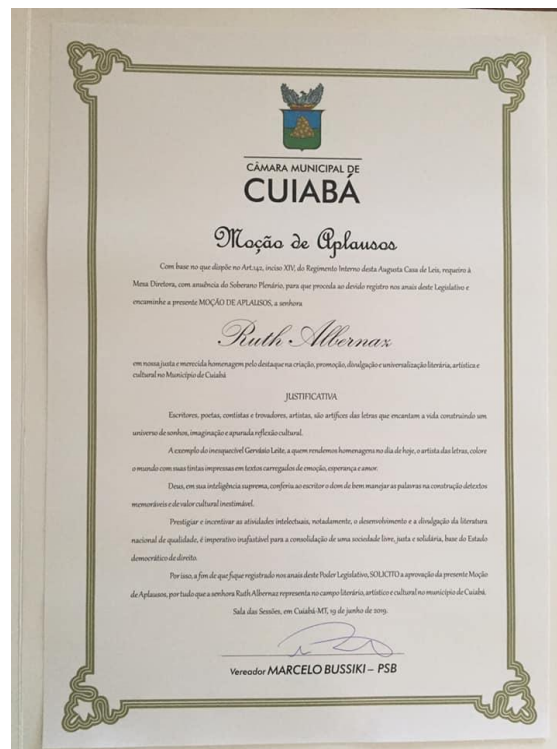 CÂMARA MUNICIPAL DE
CUIABÁ
Moção de Aplausos
Com base no que dispõe no Art.142, inciso XIV, do Regimento Interno desta Augusta Casa de Leis, requeiro à
Mesa Diretora, com anuência do Soberano Plenário, para que proceda ao devido registro nos anais deste Legislativo e
encaminhe a presente MOÇÃO DE APLAUSOS, a senhora
Ruth Albernaz
em nossa justa e merecida homenagem pelo destaque na criação, promoção, divulgação e universalização literária, artística e
cultural no Município de Cuiabá
JUSTIFICATIVA
Escritores, poetas, contistas e trovadores, artistas, são artífices das letras que encantam a vida construindo um
universo de sonhos, imaginação e apurada reflexão cultural.
A exemplo do inesquecível Gervásio Leite, a quem rendemos homenagens no dia de hoje, o artista das letras, colore
o mundo com suas tintas impressas em textos carregados de emoção, esperança e amor.
Deus, em sua inteligência suprema, conferiu ao escritor o dom de bem manejar as palavras na construção detextos
memoráveis e de valor cultural inestimável.
Prestigiar e incentivar as atividades intelectuais, notadamente, o desenvolvimento e a divulgação da literatura
nacional de qualidade, é imperativo inafastável para a consolidação de uma sociedade livre, justa e solidária, base do Estado
democrático de direito.
Por isso, a fim de que fique registrado nos anais deste Poder Legislativo, SOLICITO a aprovação da presente Moção
de Aplausos, por tudo que a senhora Ruth Albernaz representa no campo literário, artístico e cultural no município de Cuiabá.
Sala das Sessões, em Cuiabá-MT, 19 de junho de 2019.
Vereador MARCELO BUSSIKI – PSB